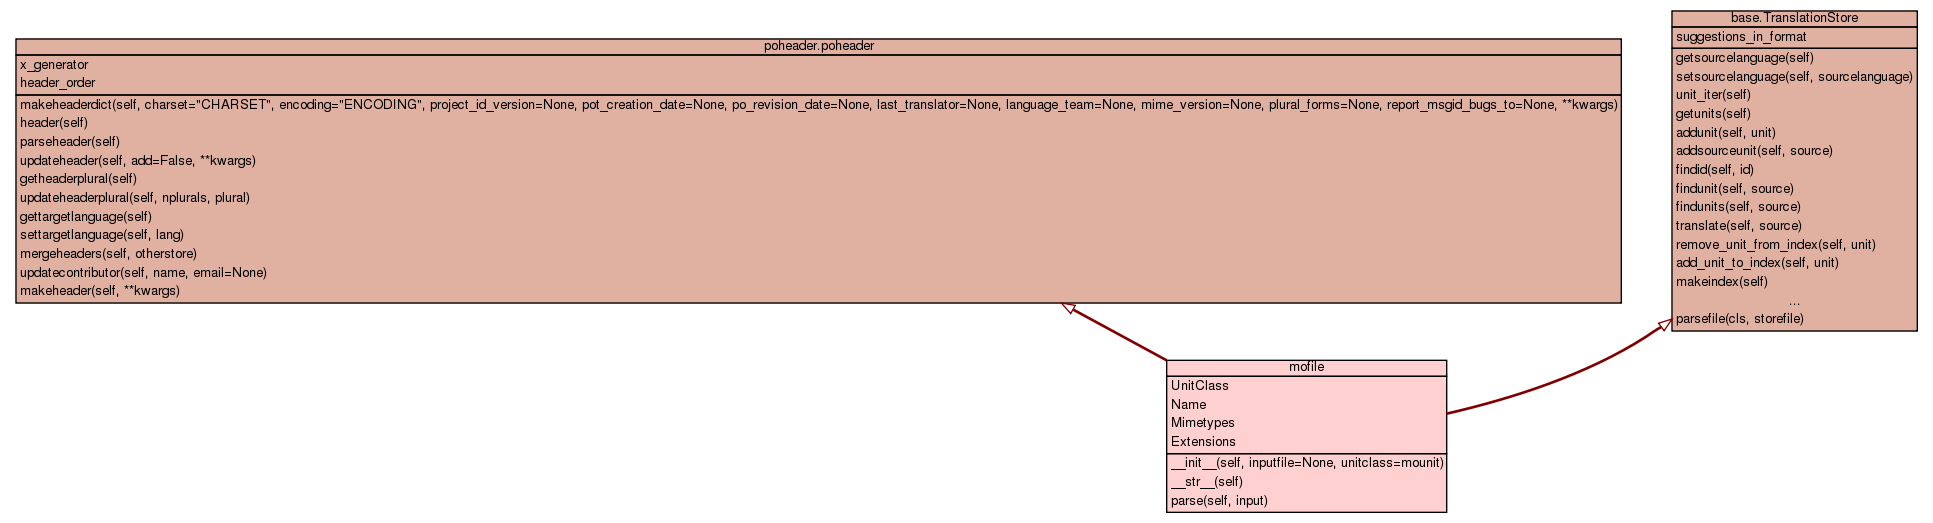 poheader.poheader
x_generator
header_order
makeheaderdict(self, charset="CHARSET", encoding="ENCODING", project_id_version=None, pot_creation_date=None, po_revision_date=None, last_translator=None, language_team=None, mime_version=None, plural_forms=None, report_msgid_bugs_to=None, **kwargs)
header(self)
parseheader(self)
updateheader(self, add=False, **kwargs)
getheaderplural(self)
updateheaderplural(self, nplurals, plural)
gettargetlanguage(self)
settargetlanguage(self, lang)
mergeheaders(self, otherstore)
updatecontributor(self, name, email=None)
makeheader(self, **kwargs)
base.TranslationStore
suggestions_in_format
getsourcelanguage(self)
setsourcelanguage(self, sourcelanguage)
unit_iter(self)
getunits(self)
addunit(self, unit)
addsourceunit(self, source)
findid(self, id)
findunit(self, source)
findunits(self, source)
translate(self, source)
remove_unit_from_index(self, unit)
add_unit_to_index(self, unit)
makeindex(self)
...
parsefile(cls, storefile)
mofile
UnitClass
Name
Mimetypes
Extensions
__init__(self, inputfile=None, unitclass=mounit)
__str__(self)
parse(self, input)